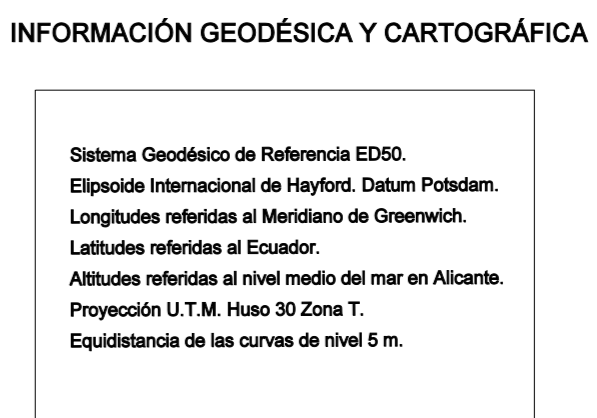 INFORMACIÓN GEODÉSICA Y CARTOGRÁFICA
Sistema Geodésico de Referencia ED50.
Elipsoide Internacional de Hayford. Datum Potsdam.
Longitudes referidas al Meridiano de Greenwich.
Latitudes referidas al Ecuador.
Altitudes referidas al nivel medio del mar en Alicante.
Proyección U.T.M. Huso 30 Zona T.
Equidistancia de las curvas de nivel 5 m.